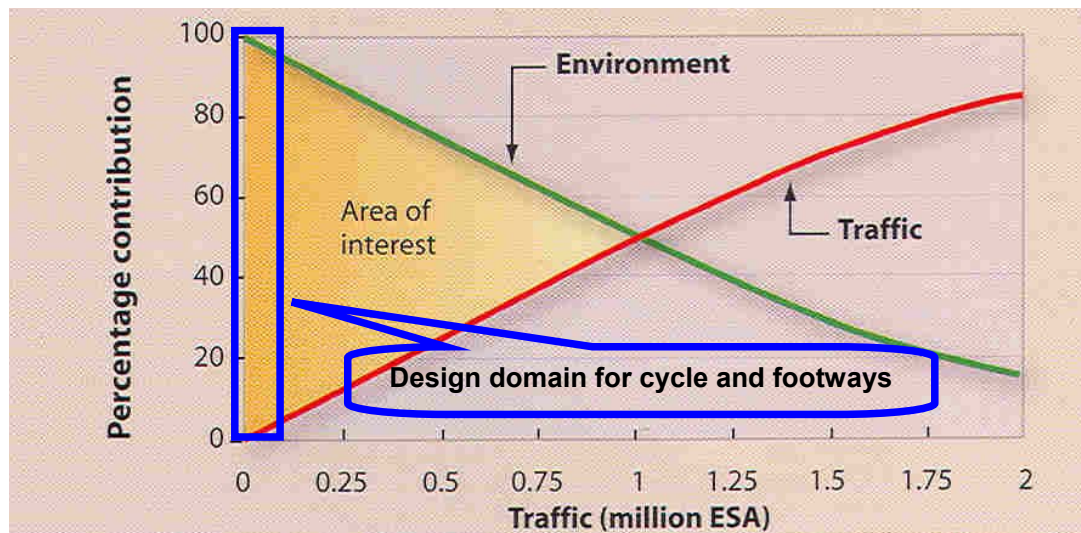 100
80
60
40
20
0
Percentage contribution
Environment
Area of
interest
Traffic
Design domain for cycle and footways
0 0.25 0.5 0.75 1 1.25 1.5 1.75 2
Traffic (million ESA)